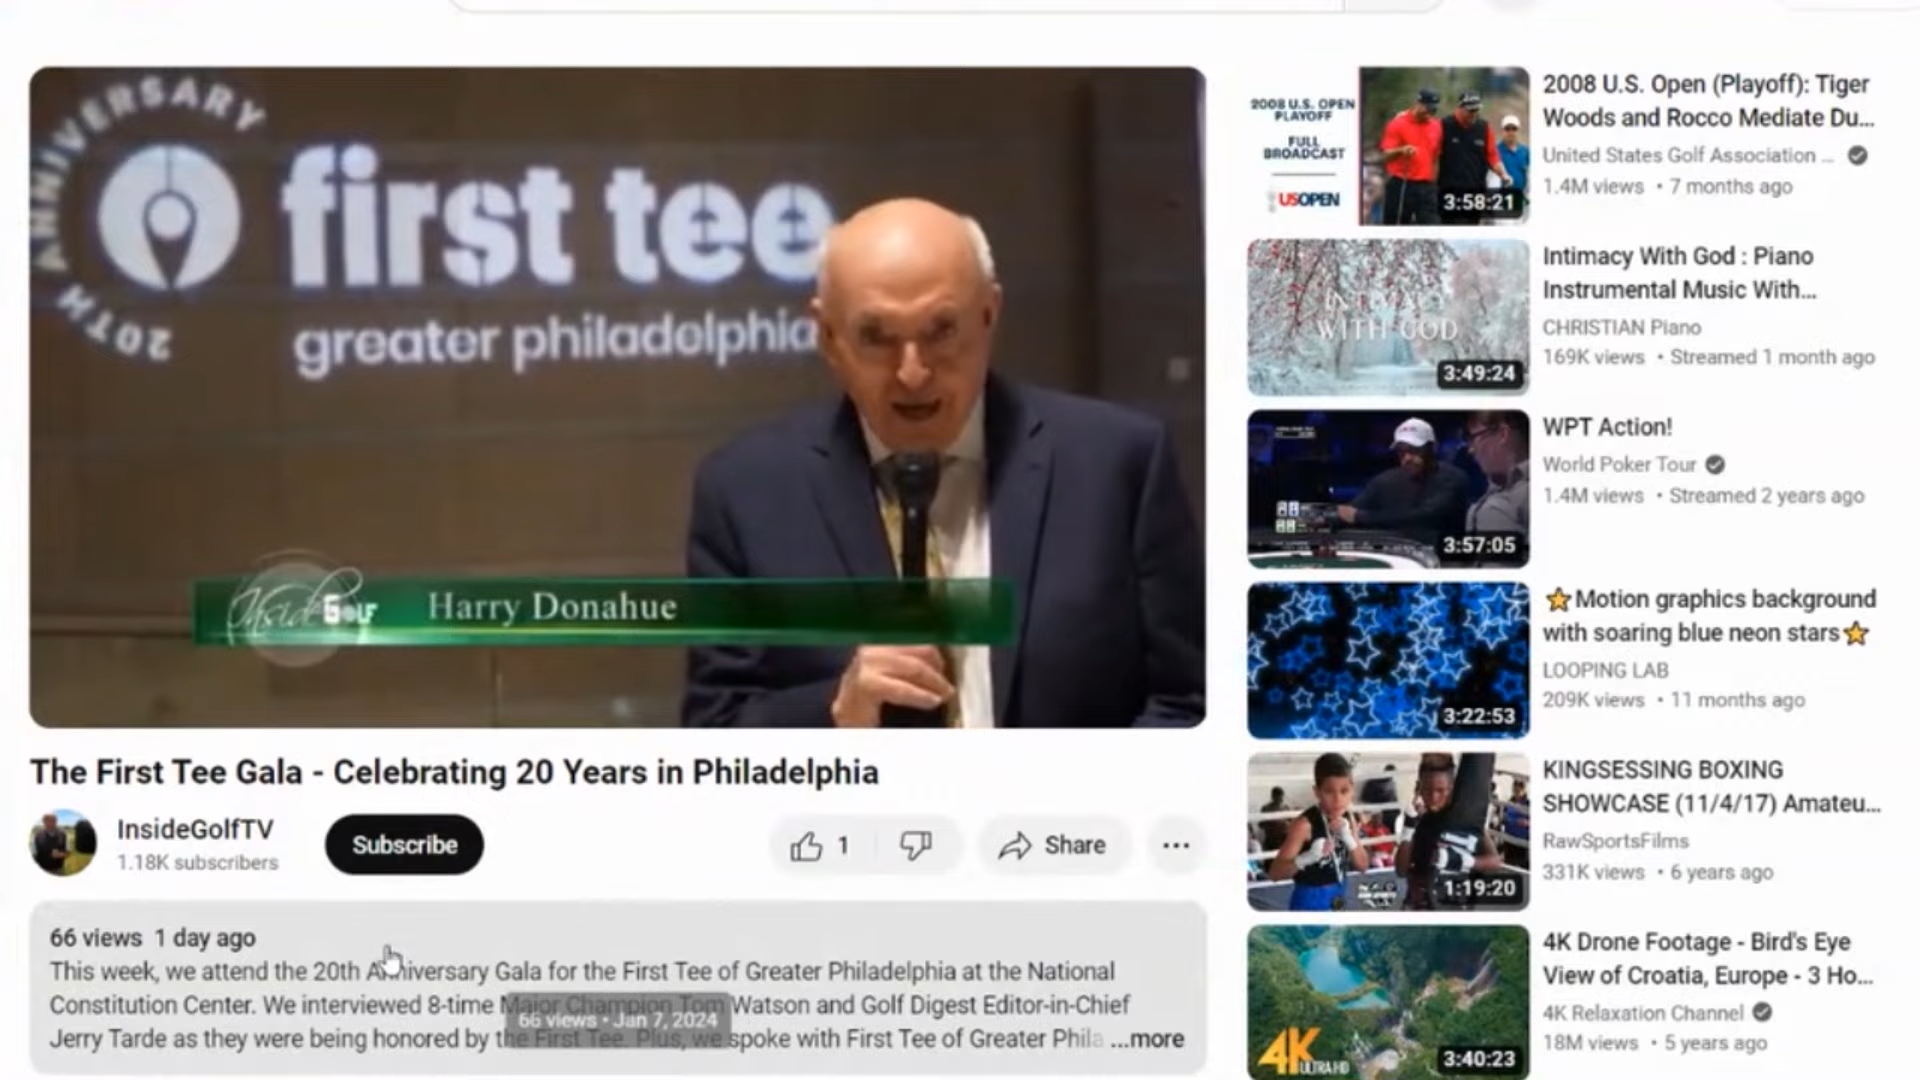 20TH ANNIVERSARY
first tee
greater philadelphia
InsideGolf
Harry Donahue
The First Tee Gala - Celebrating 20 Years in Philadelphia
InsideGolfTV
1.18K subscribers
Subscribe
1
Share
66 views 1 day ago
This week, we attend the 20th Anniversary Gala for the First Tee of Greater Philadelphia at the National
Constitution Center. We interviewed 8-time Major Champion Tom Watson and Golf Digest Editor-in-Chief
66 views • Jan 7, 2024
Jerry Tarde as they were being honored by the First Tee. Plus, we spoke with First Tee of Greater Phila ...more
2008 U.S. OPEN
PLAYOFF
FULL
BROADCAST
US OPEN
3:58:21
2008 U.S. Open (Playoff): Tiger
Woods and Rocco Mediate Du...
United States Golf Association ...
1.4M views • 7 months ago
WITH GOD
3:49:24
Intimacy With God : Piano
Instrumental Music With...
CHRISTIAN Piano
169K views • Streamed 1 month ago
3:57:05
WPT Action!
World Poker Tour
1.4M views • Streamed 2 years ago
3:22:53
⭐Motion graphics background
with soaring blue neon stars⭐
LOOPING LAB
209K views • 11 months ago
1:19:20
KINGSESSING BOXING
SHOWCASE (11/4/17) Amateu...
RawSportsFilms
331K views • 6 years ago
4K
ULTRA HD
3:40:23
4K Drone Footage - Bird's Eye
View of Croatia, Europe - 3 Ho...
4K Relaxation Channel
18M views • 5 years ago